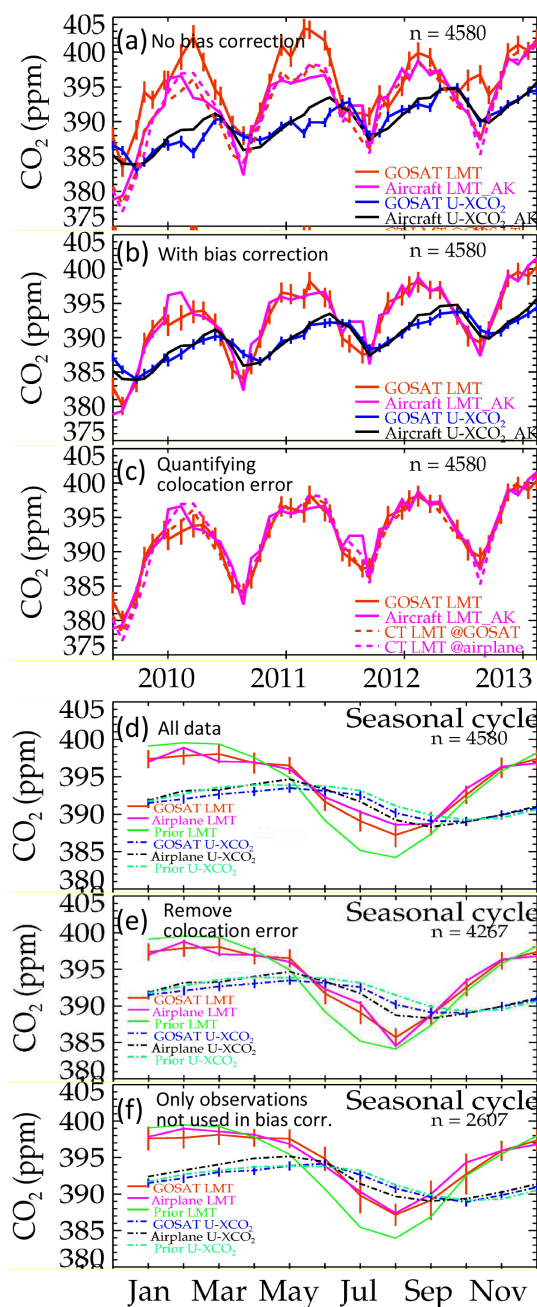 405
400
395
390
385
380
375
CO2 (ppm)
(a) No bias correction
n = 4580
GOSAT LMT
Aircraft LMT_AK
GOSAT U-XCO2
Aircraft U-XCO2_AK
405
400
395
390
385
380
375
CO2 (ppm)
(b) With bias correction
n = 4580
GOSAT LMT
Aircraft LMT_AK
GOSAT U-XCO2
Aircraft U-XCO2_AK
405
400
395
390
385
380
375
CO2 (ppm)
(c) Quantifying
colocation error
n = 4580
GOSAT LMT
Aircraft LMT_AK
CT LMT @GOSAT
CT LMT @airplane
2010 2011 2012 2013
405
400
395
390
385
380
CO2 (ppm)
(d) All data
Seasonal cycle
n = 4580
GOSAT LMT
Airplane LMT
Prior LMT
GOSAT U-XCO2
Airplane U-XCO2
Prior U-XCO2
405
400
395
390
385
380
CO2 (ppm)
(e) Remove
colocation error
Seasonal cycle
n = 4267
GOSAT LMT
Airplane LMT
Prior LMT
GOSAT U-XCO2
Airplane U-XCO2
Prior U-XCO2
405
400
395
390
385
380
CO2 (ppm)
(f) Only observations
not used in bias corr.
Seasonal cycle
n = 2607
GOSAT LMT
Airplane LMT
Prior LMT
GOSAT U-XCO2
Airplane U-XCO2
Prior U-XCO2
Jan Mar May Jul Sep Nov